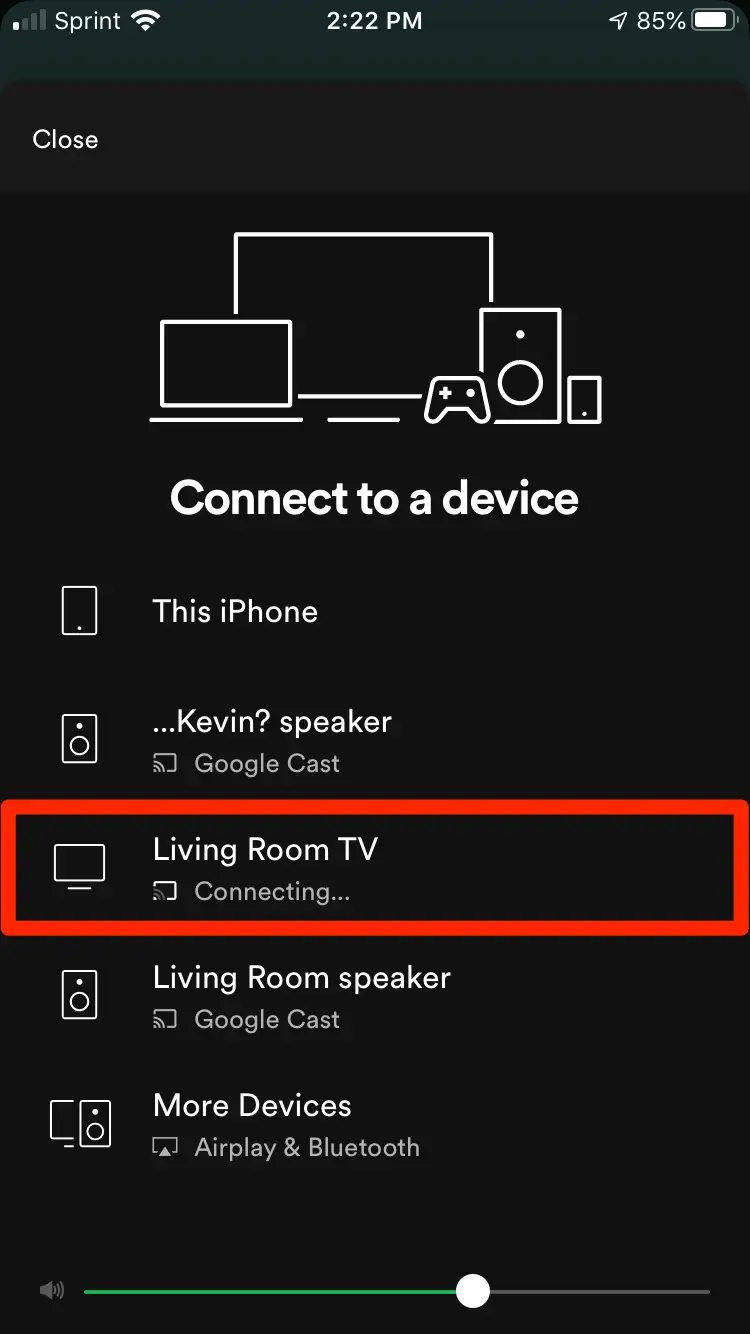 Sprint 2:22 PM 85%
Close
Connect to a device
This iPhone
...Kevin? speaker
Google Cast
Living Room TV
Connecting...
Living Room speaker
Google Cast
More Devices
Airplay & Bluetooth